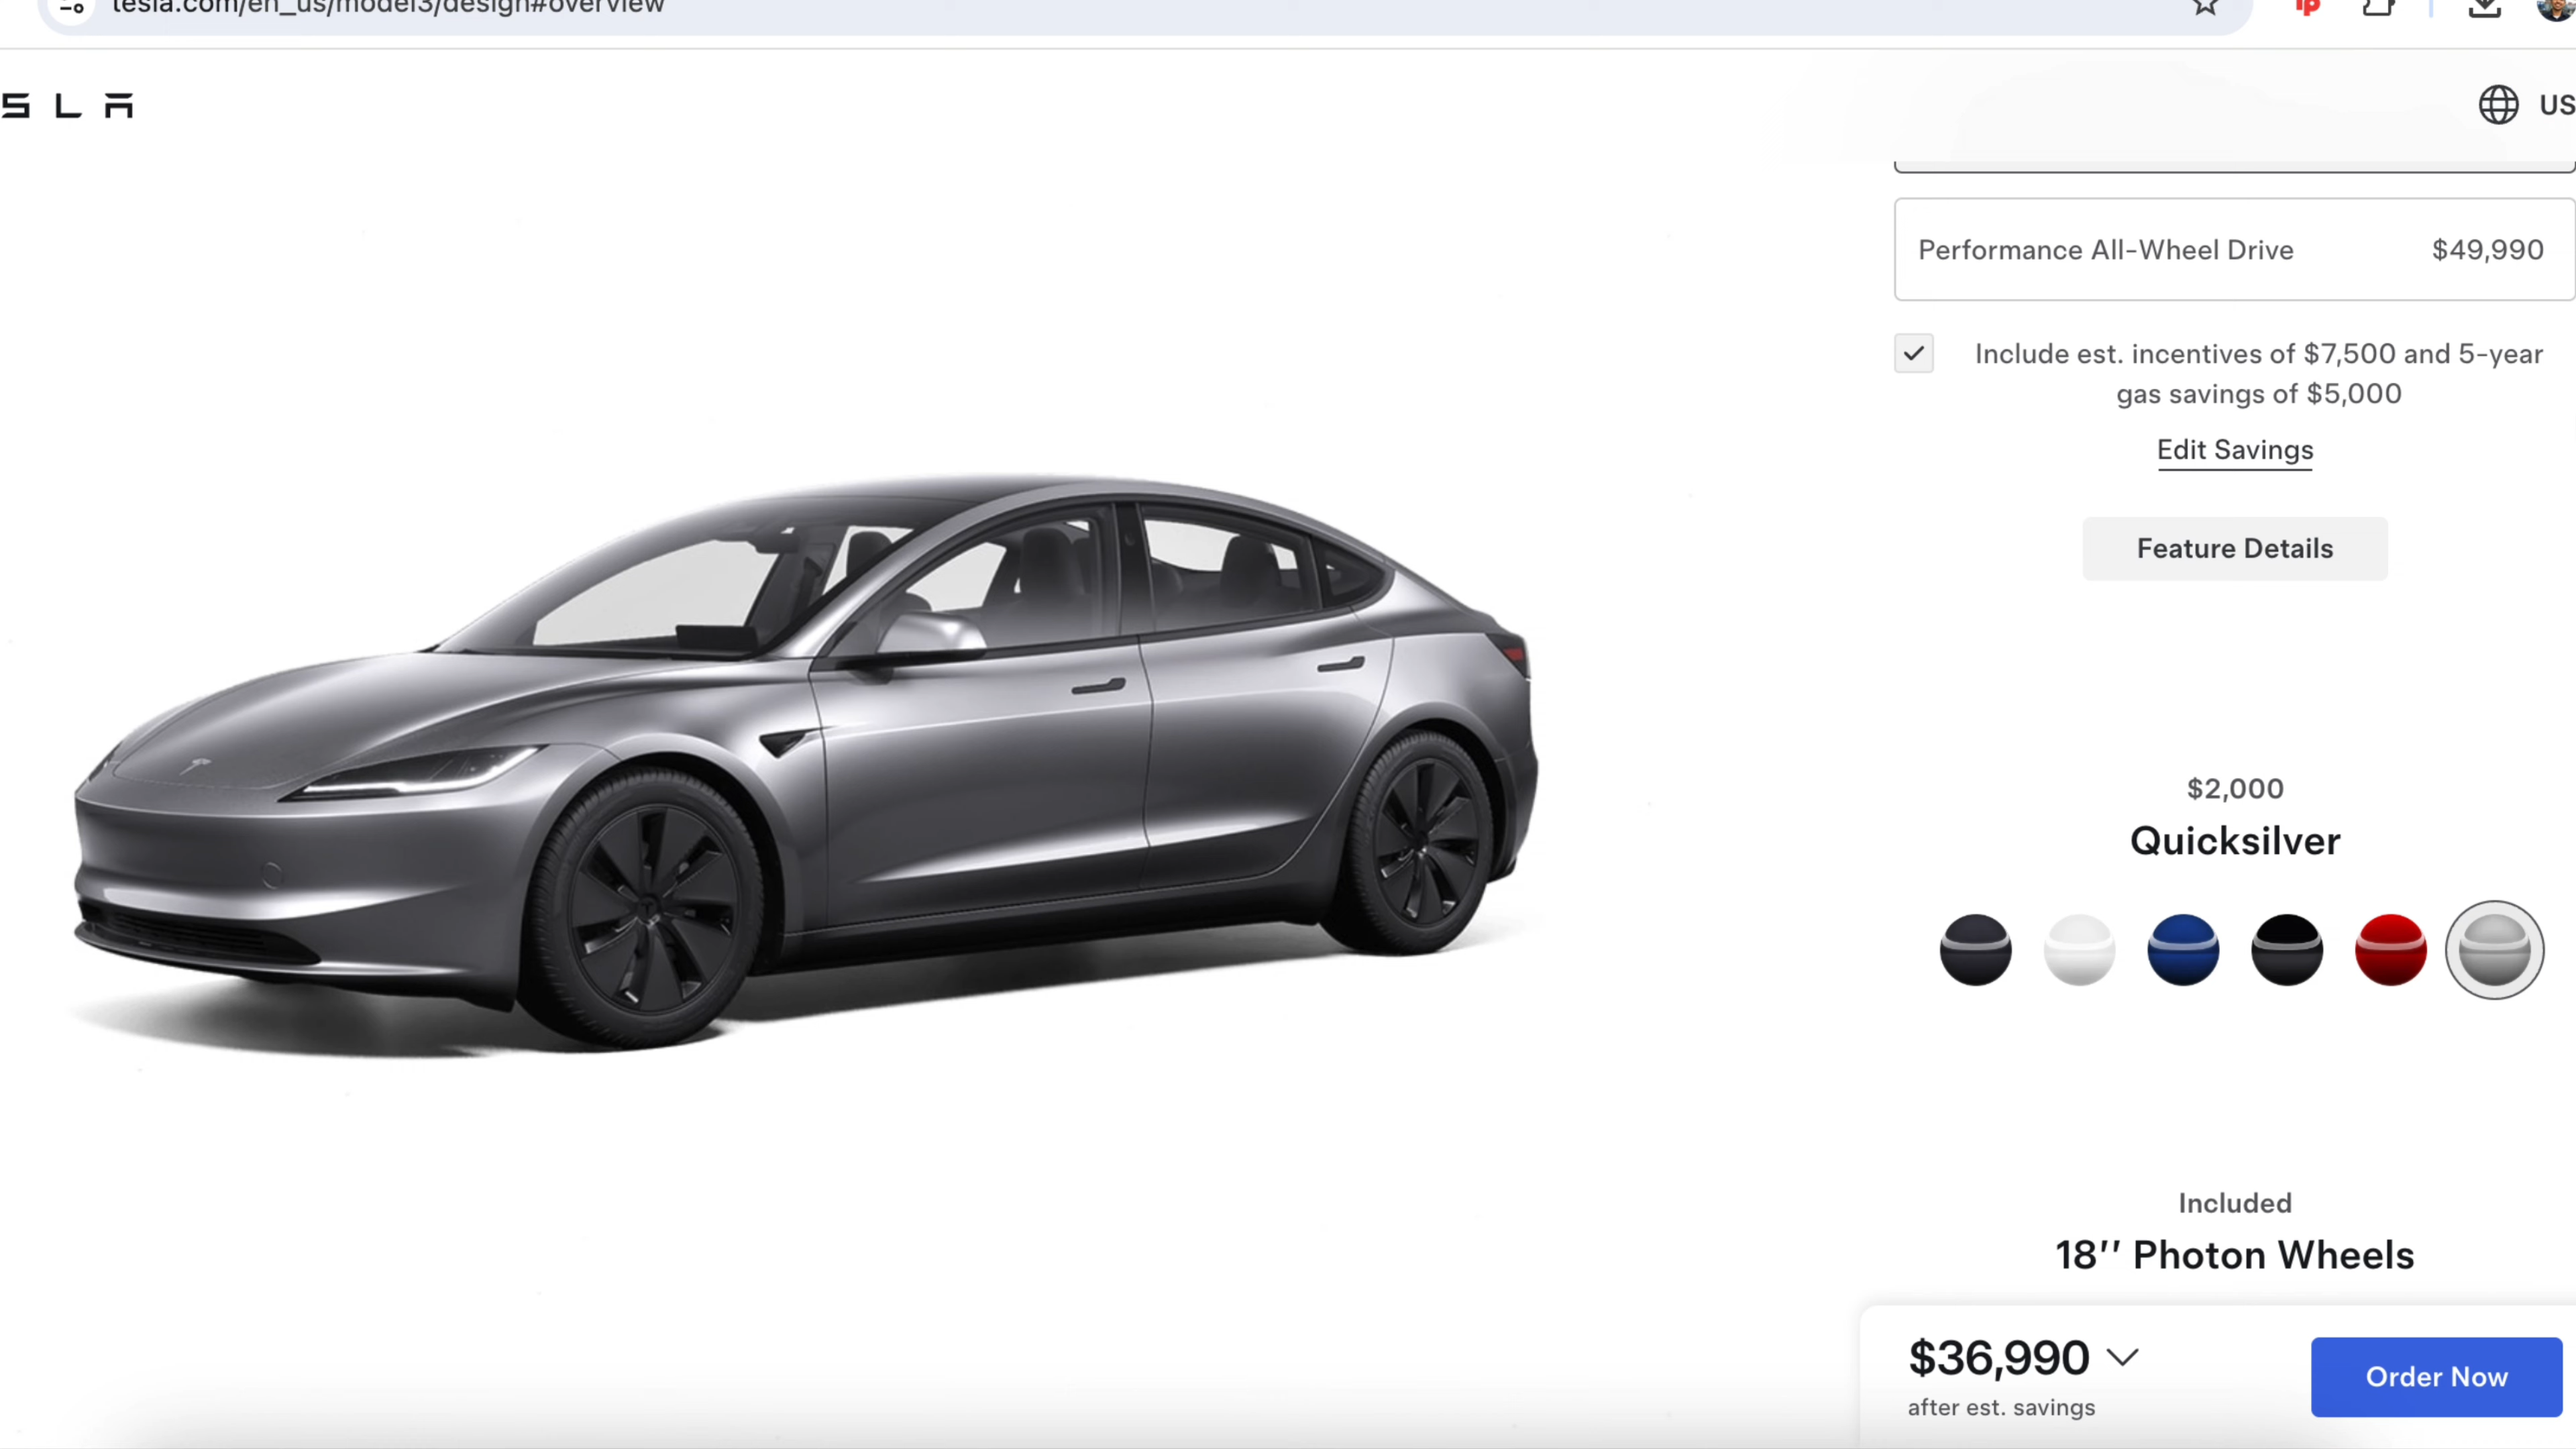 tesla.com/en_us/model3/design#overview
S L A
US
Performance All-Wheel Drive $49,990
Include est. incentives of $7,500 and 5-year
gas savings of $5,000
Edit Savings
Feature Details
$2,000
Quicksilver
Included
18'' Photon Wheels
$36,990
after est. savings
Order Now